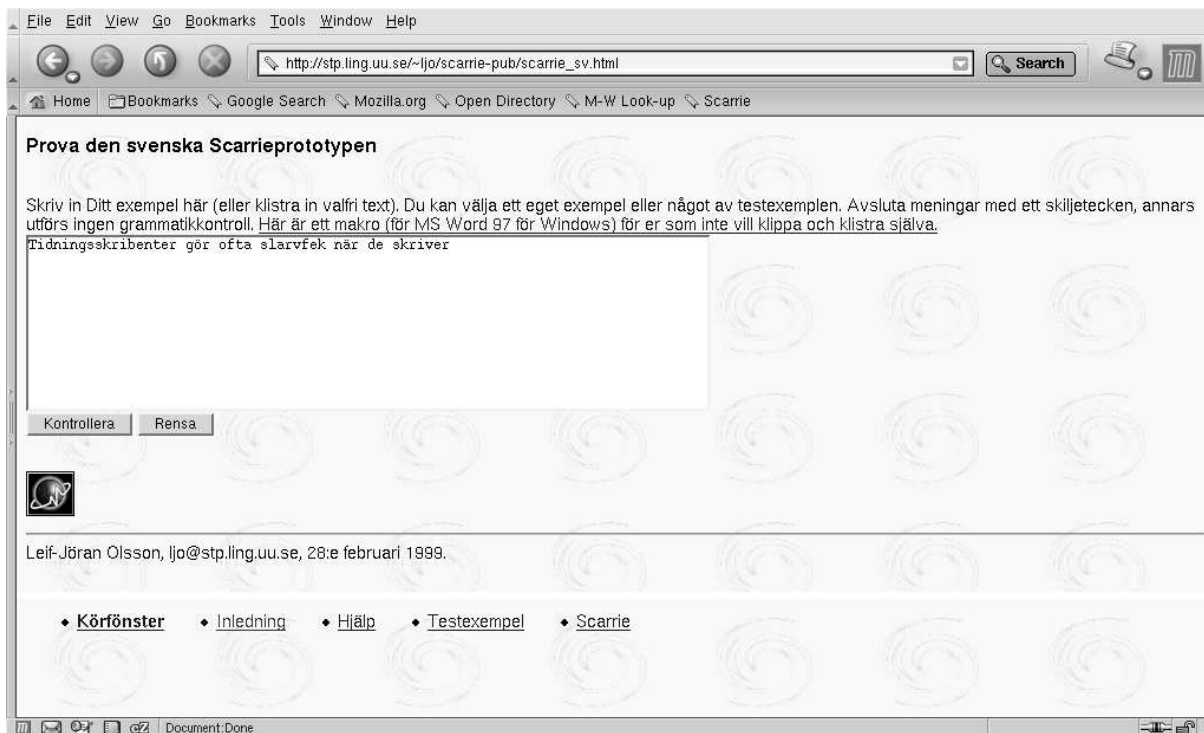 File Edit View Go Bookmarks Tools Window Help
http://stp.ling.uu.se/~ljo/scarrie-pub/scarrie_sv.html Search
Home Bookmarks Google Search Mozilla.org Open Directory M-W Look-up Scarrie
Prova den svenska Scarrieprototypen
Skriv in Ditt exempel här (eller klistra in valfri text). Du kan välja ett eget exempel eller något av testexemplen. Avsluta meningar med ett skiljetecken, annars
utförs ingen grammatikkontroll. Här är ett makro (för MS Word 97 för Windows) för er som inte vill klippa och klistra själva.
Tidningsskribenter gör ofta slarvfek när de skriver
Kontrollera Rensa
Leif-Jöran Olsson, ljo@stp.ling.uu.se, 28:e februari 1999.
Körfönster Inledning Hjälp Testexempel Scarrie
Document:Done